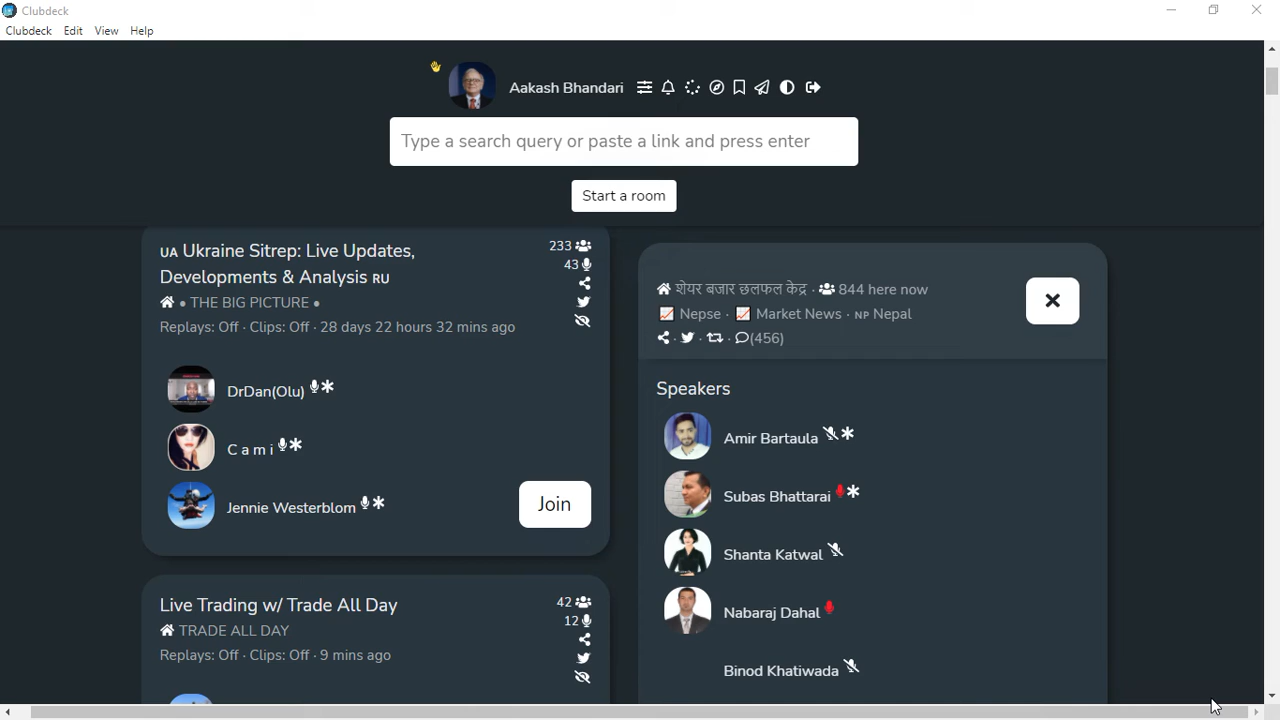 Clubdeck
Clubdeck Edit View Help
Aakash Bhandari
Type a search query or paste a link and press enter
Start a room
UA Ukraine Sitrep: Live Updates,
Developments & Analysis RU
233
43
• THE BIG PICTURE •
Replays: Off · Clips: Off · 28 days 22 hours 32 mins ago
DrDan(Olu)
C a m i
Jennie Westerblom
Join
Live Trading w/ Trade All Day
42
12
TRADE ALL DAY
Replays: Off · Clips: Off · 9 mins ago
शेयर बजार छलफल केन्द्र · 844 here now
Nepse · Market News · NP Nepal
(456)
Speakers
Amir Bartaula
Subas Bhattarai
Shanta Katwal
Nabaraj Dahal
Binod Khatiwada